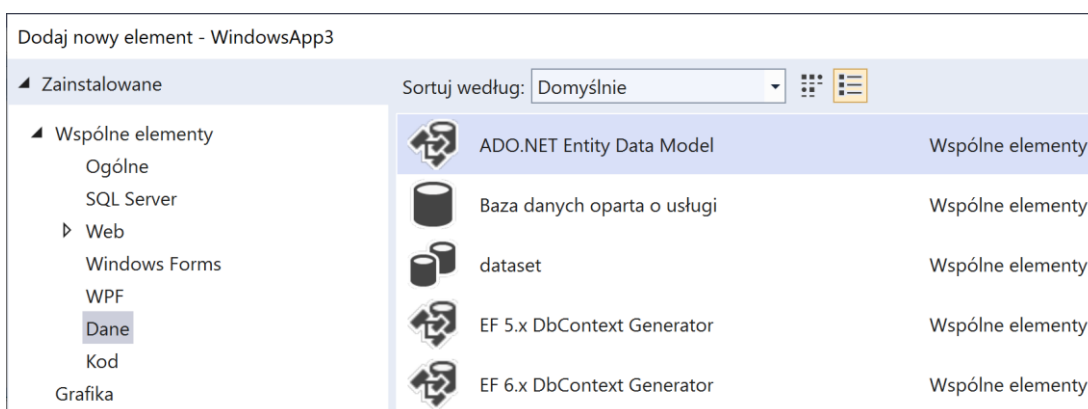 Dodaj nowy element - WindowsApp3
Zainstalowane
Wspólne elementy
Ogólne
SQL Server
Web
Windows Forms
WPF
Dane
Kod
Grafika
Sortuj według: Domyślnie
ADO.NET Entity Data Model Wspólne elementy
Baza danych oparta o usługi Wspólne elementy
dataset Wspólne elementy
EF 5.x DbContext Generator Wspólne elementy
EF 6.x DbContext Generator Wspólne elementy